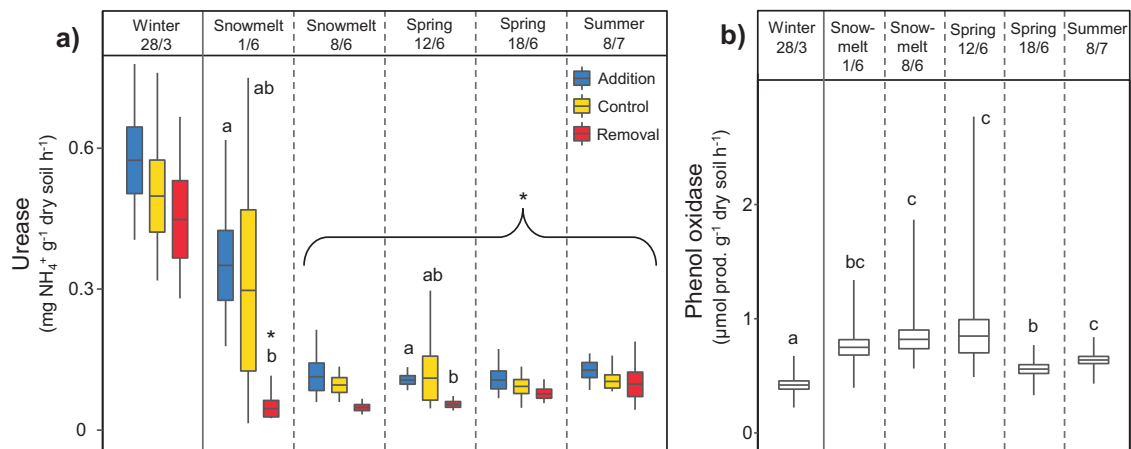 a)
Winter
28/3
Snowmelt
1/6
Snowmelt
8/6
Spring
12/6
Spring
18/6
Summer
8/7
Addition
Control
Removal
Urease
(mg NH₄⁺ g⁻¹ dry soil h⁻¹)
0.6
0.3
0
a
ab
*
b
*
a
ab
b
b)
Winter
28/3
Snow-
melt
1/6
Snow-
melt
8/6
Spring
12/6
Spring
18/6
Summer
8/7
Phenol oxidase
(µmol prod. g⁻¹ dry soil h⁻¹)
2
1
0
a
bc
c
c
b
c